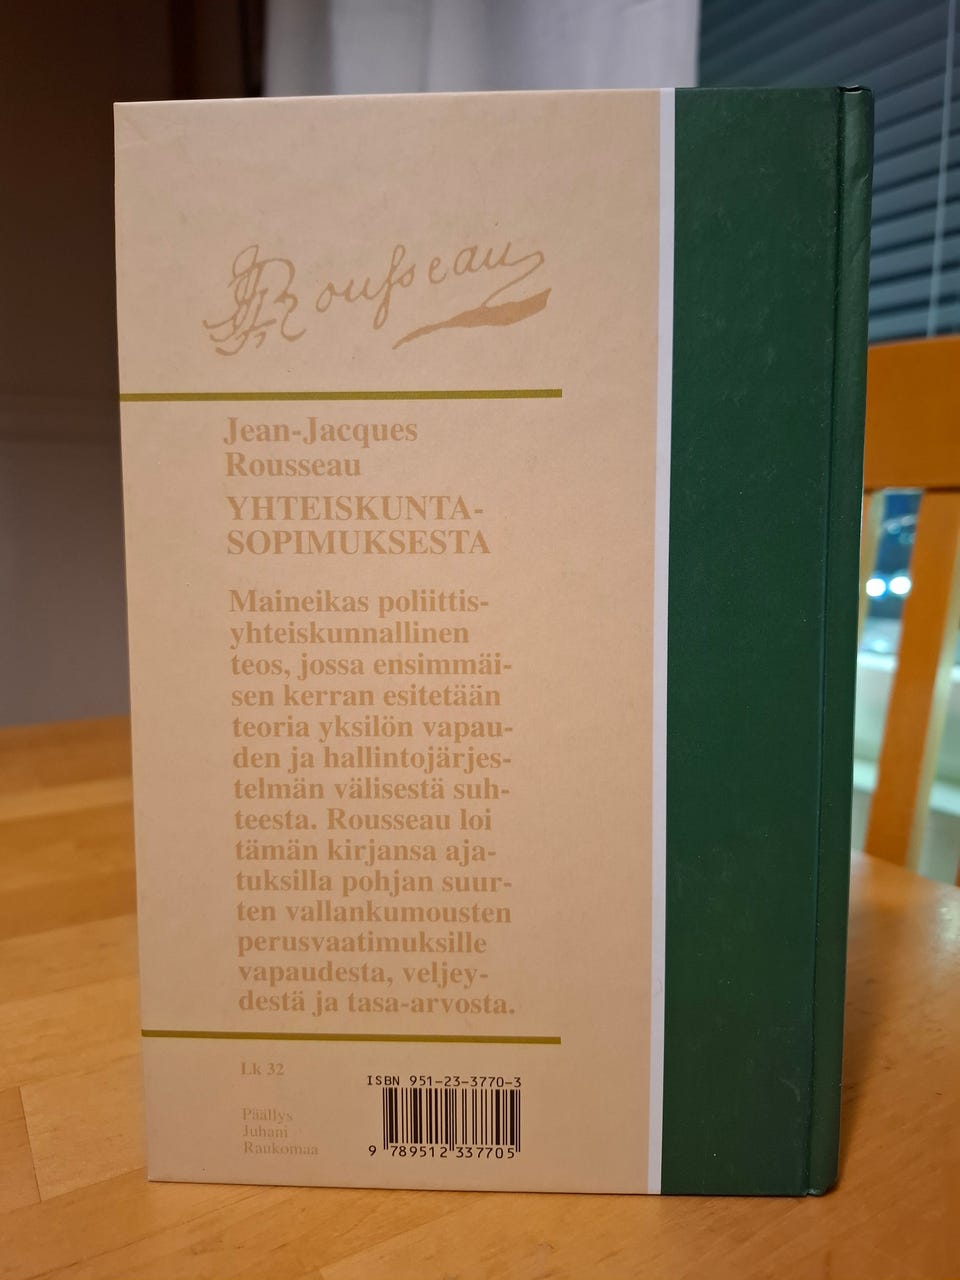 JJRousseau
Jean-Jacques
Rousseau
YHTEISKUNTA-
SOPIMUKSESTA
Maineikas poliittis-
yhteiskunnallinen
teos, jossa ensimmäi-
sen kerran esitetään
teoria yksilön vapau-
den ja hallintojärjes-
telmän välisestä suh-
teesta. Rousseau loi
tämän kirjansa aja-
tuksilla pohjan suur-
ten vallankumousten
perusvaatimuksille
vapaudesta, veljey-
destä ja tasa-arvosta.
Lk 32
Päällys
Juhani
Raukomaa
ISBN 951-23-3770-3
9 789512 337705